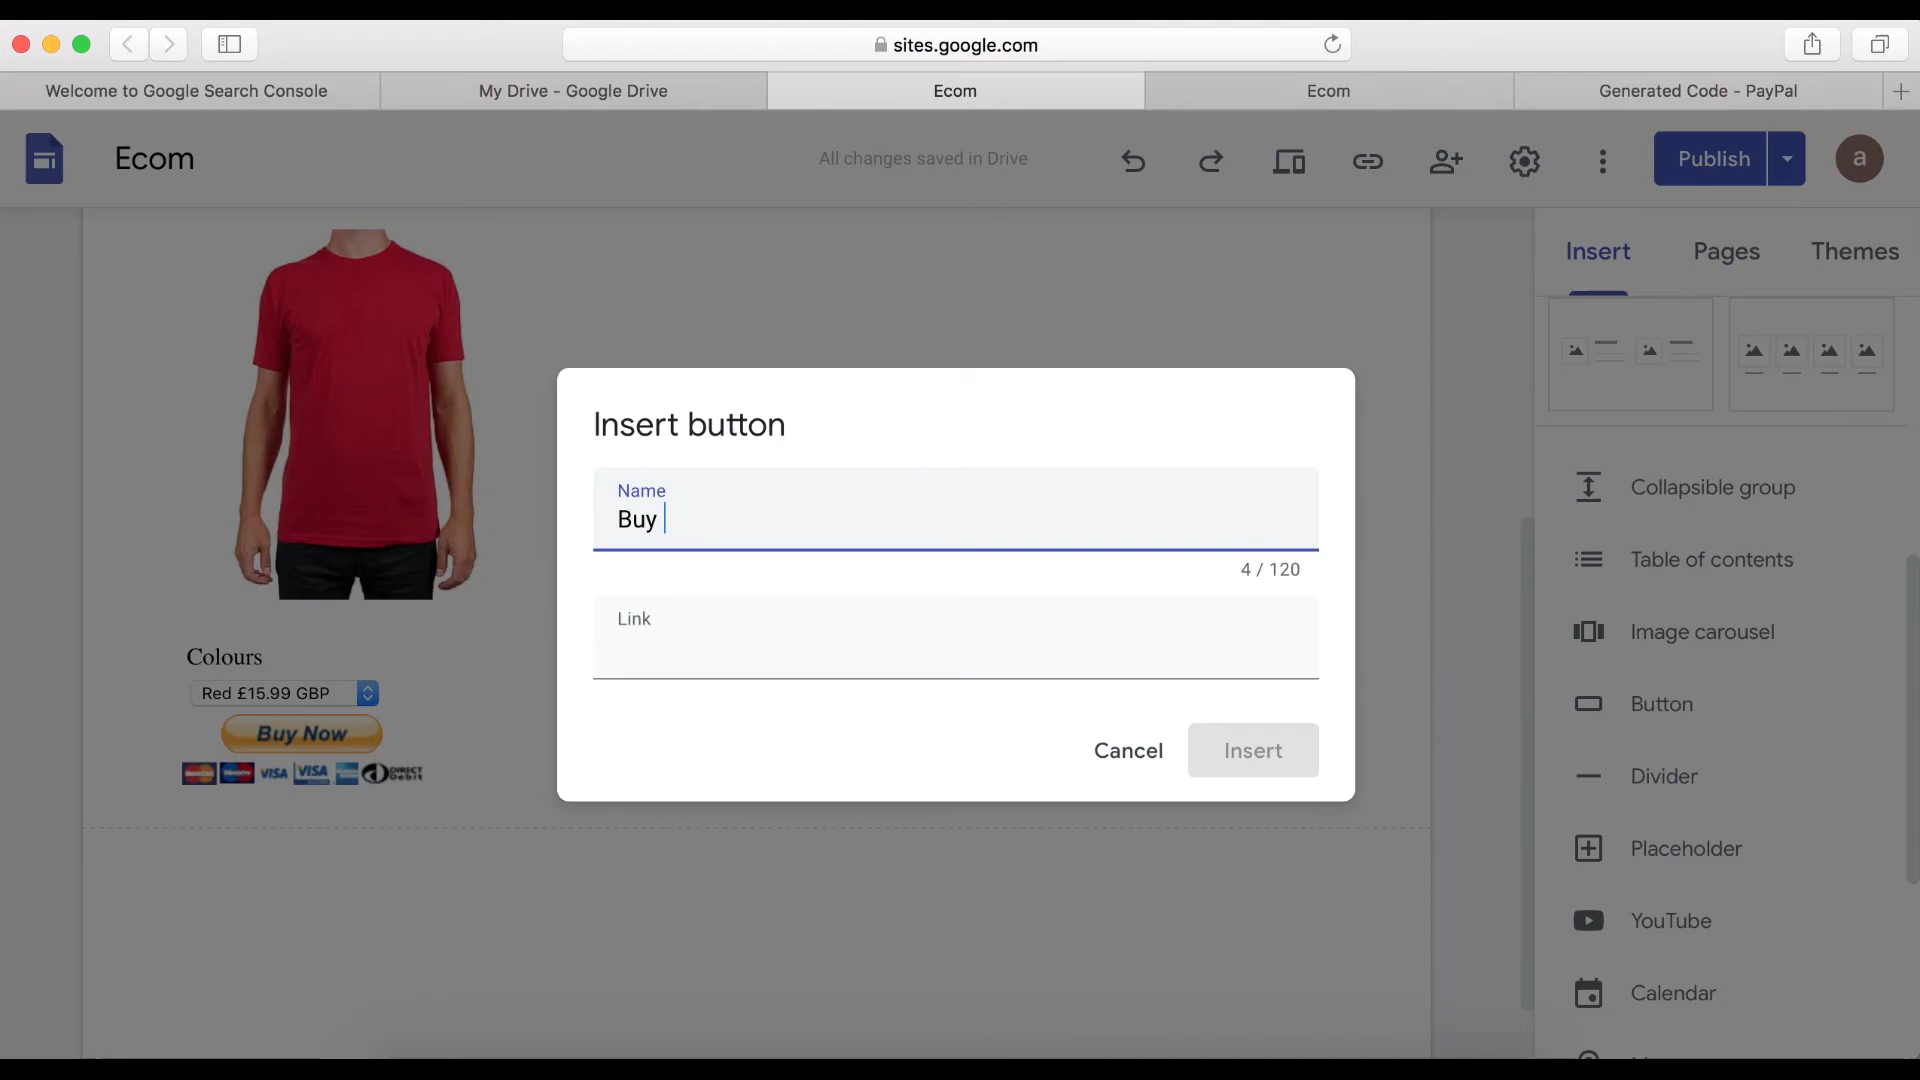 sites.google.com
Welcome to Google Search Console
My Drive - Google Drive
Ecom
Ecom
Generated Code - PayPal
Ecom
All changes saved in Drive
Publish
a
Insert
Pages
Themes
Insert button
Name
Buy
4 / 120
Link
Cancel
Insert
Colours
Red £15.99 GBP
Buy Now
VISA
VISA
DIRECT
Debit
Collapsible group
Table of contents
Image carousel
Button
Divider
Placeholder
YouTube
Calendar